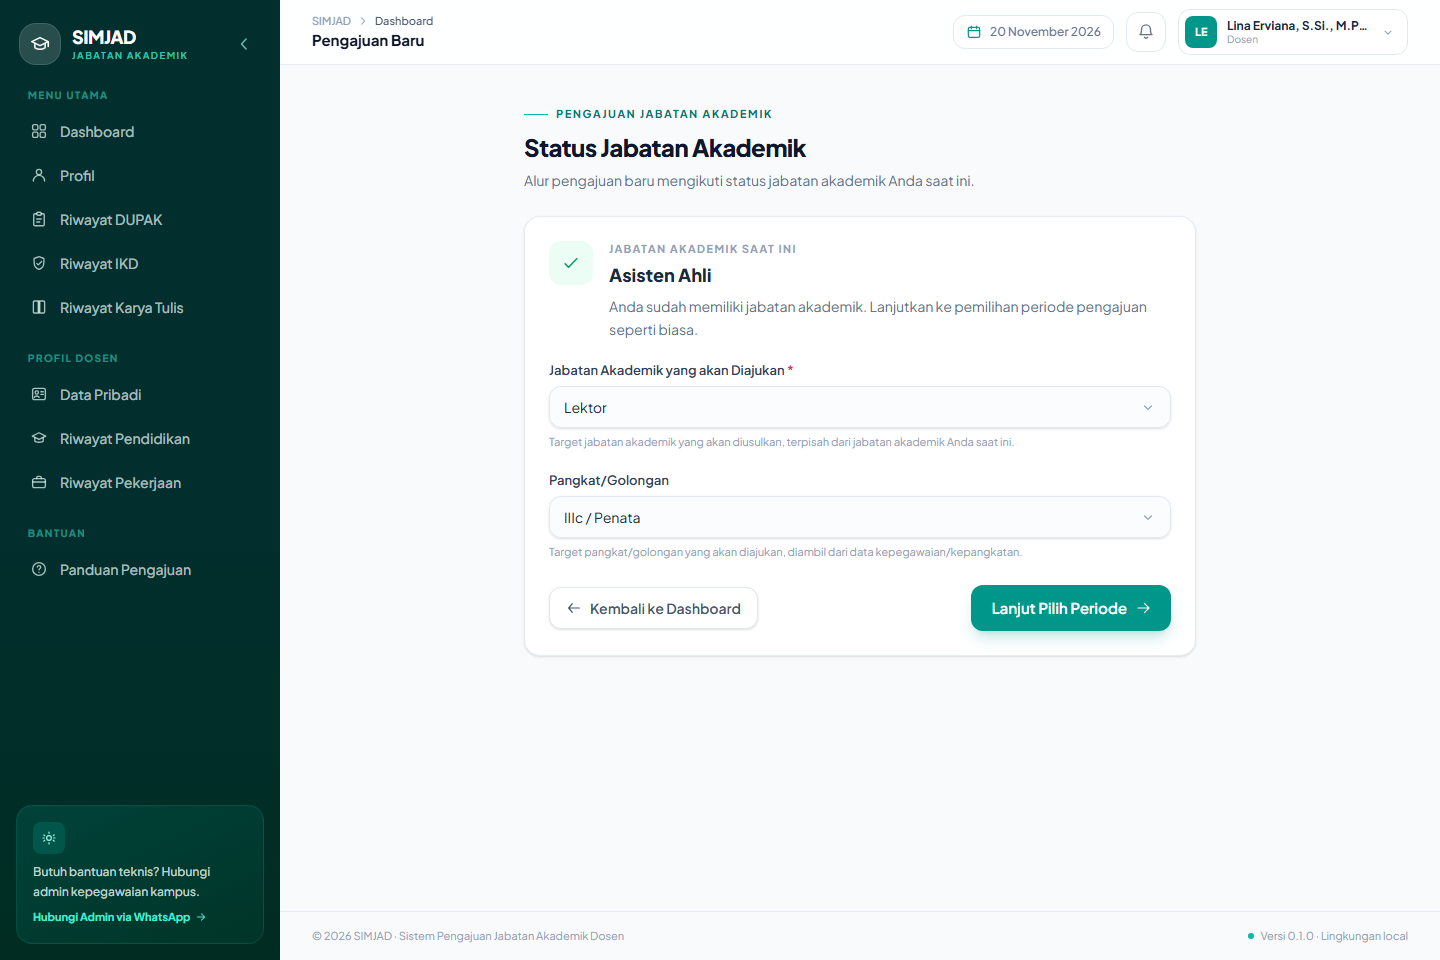 SIMJAD
JABATAN AKADEMIK
MENU UTAMA
Dashboard
Profil
Riwayat DUPAK
Riwayat IKD
Riwayat Karya Tulis
PROFIL DOSEN
Data Pribadi
Riwayat Pendidikan
Riwayat Pekerjaan
BANTUAN
Panduan Pengajuan
Butuh bantuan teknis? Hubungi
admin kepegawaian kampus.
Hubungi Admin via WhatsApp →
SIMJAD > Dashboard
Pengajuan Baru
20 November 2026
LE
Lina Erviana, S.Si., M.P...
Dosen
PENGAJUAN JABATAN AKADEMIK
Status Jabatan Akademik
Alur pengajuan baru mengikuti status jabatan akademik Anda saat ini.
JABATAN AKADEMIK SAAT INI
Asisten Ahli
Anda sudah memiliki jabatan akademik. Lanjutkan ke pemilihan periode pengajuan
seperti biasa.
Jabatan Akademik yang akan Diajukan *
Lektor
Target jabatan akademik yang akan diusulkan, terpisah dari jabatan akademik Anda saat ini.
Pangkat/Golongan
IIIc / Penata
Target pangkat/golongan yang akan diajukan, diambil dari data kepegawaian/kepangkatan.
← Kembali ke Dashboard
Lanjut Pilih Periode →
© 2026 SIMJAD · Sistem Pengajuan Jabatan Akademik Dosen
Versi 0.1.0 · Lingkungan local